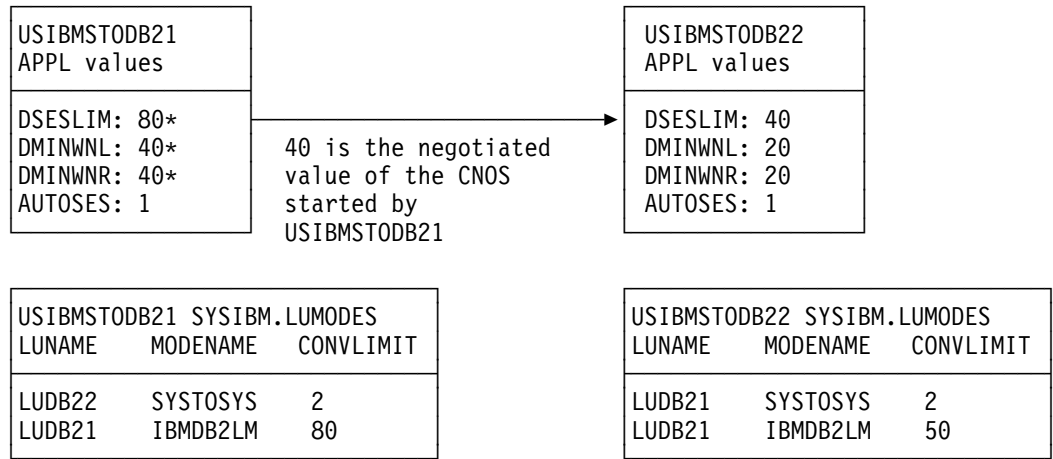 USIBMSTODB21
APPL values
DSESLIM: 80*
DMINWNL: 40*
DMINWNR: 40*
AUTOSES: 1
40 is the negotiated
value of the CNOS
started by
USIBMSTODB21
USIBMSTODB22
APPL values
DSESLIM: 40
DMINWNL: 20
DMINWNR: 20
AUTOSES: 1
USIBMSTODB21 SYSIBM.LUMODES
LUNAME MODENAME CONVLIMIT
LUDB22 SYSTOSYS 2
LUDB21 IBMDB2LM 80
USIBMSTODB22 SYSIBM.LUMODES
LUNAME MODENAME CONVLIMIT
LUDB21 SYSTOSYS 2
LUDB21 IBMDB2LM 50